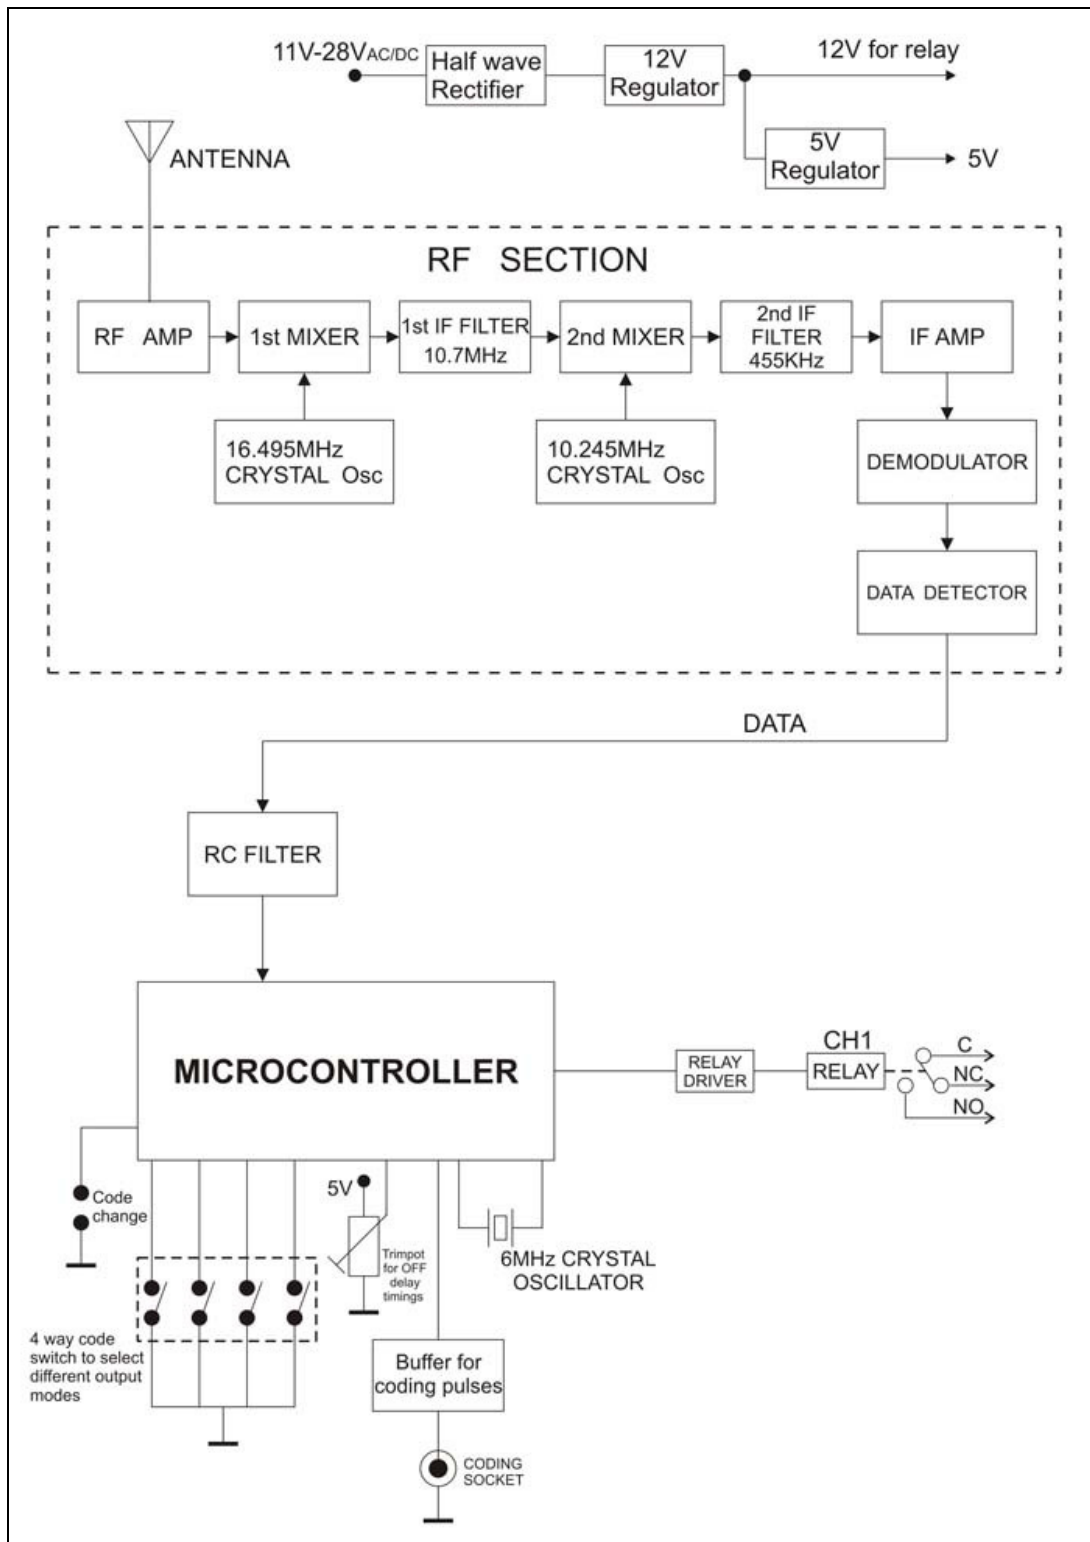 11V-28VAC/DC
Half wave
Rectifier
12V
Regulator
12V for relay
5V
Regulator
5V
ANTENNA
RF SECTION
RF AMP
1st MIXER
1st IF FILTER
10.7MHz
2nd MIXER
2nd IF
FILTER
455KHz
IF AMP
16.495MHz
CRYSTAL Osc
10.245MHz
CRYSTAL Osc
DEMODULATOR
DATA DETECTOR
DATA
RC FILTER
MICROCONTROLLER
RELAY
DRIVER
CH1
RELAY
C
NC
NO
Code
change
5V
Trimpot
for OFF
delay
timings
6MHz CRYSTAL
OSCILLATOR
4 way code
switch to select
different output
modes
Buffer for
coding pulses
CODING
SOCKET